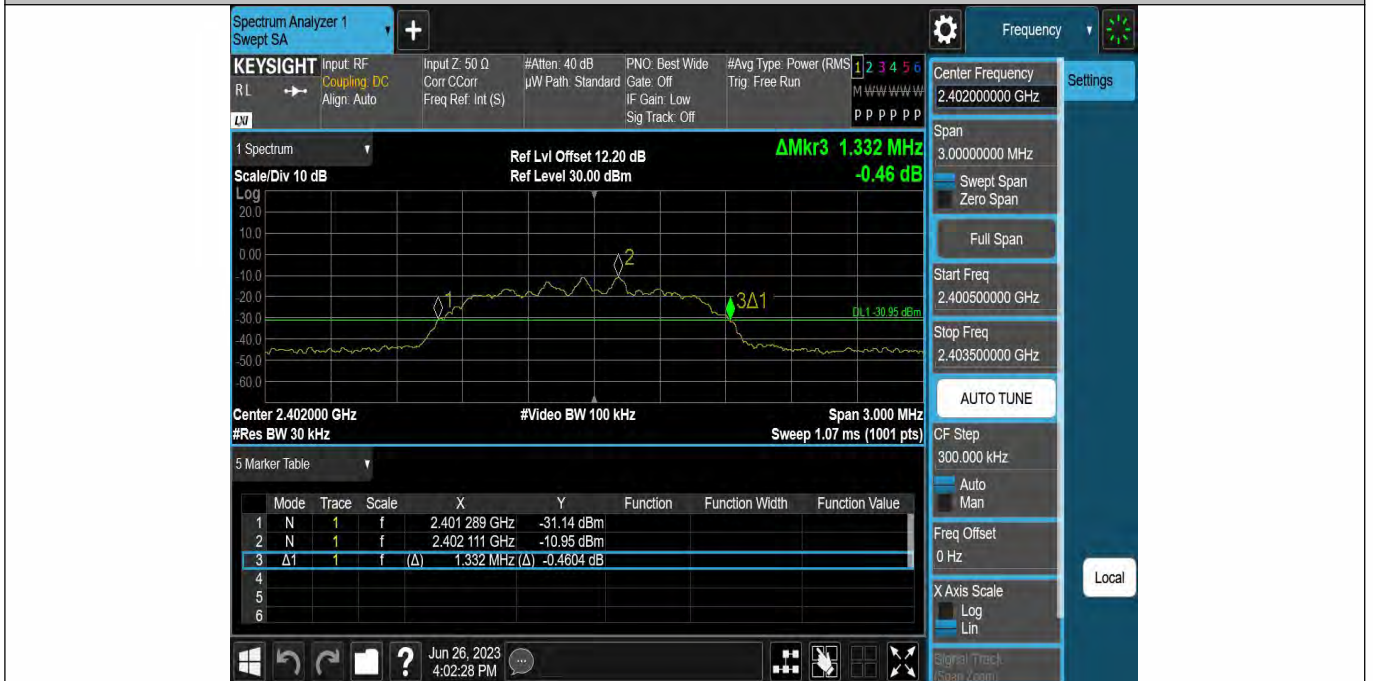 Spectrum Analyzer 1
Swept SA
+
Frequency
KEYSIGHT Input: RF Input Z: 50 Ω #Atten: 40 dB PNO: Best Wide #Avg Type: Power (RMS 1 2 3 4 5 6
RL Coupling: DC Corr CCorr µW Path: Standard Gate: Off Trig: Free Run M W W W W W
Align: Auto Freq Ref: Int (S) IF Gain: Low
LXI Sig Track: Off P P P P P P
1 Spectrum
Ref Lvl Offset 12.20 dB ΔMkr3 1.332 MHz
Scale/Div 10 dB Ref Level 30.00 dBm -0.46 dB
Log
20.0
10.0
0.00
-10.0
-20.0
-30.0
-40.0
-50.0
-60.0
1
2
3Δ1
DL1 -30.95 dBm
Center 2.402000 GHz #Video BW 100 kHz Span 3.000 MHz
#Res BW 30 kHz Sweep 1.07 ms (1001 pts)
5 Marker Table
Mode Trace Scale X Y Function Function Width Function Value
1 N 1 f 2.401 289 GHz -31.14 dBm
2 N 1 f 2.402 111 GHz -10.95 dBm
3 Δ1 1 f (Δ) 1.332 MHz (Δ) -0.4604 dB
4
5
6
? Jun 26, 2023
4:02:28 PM
Center Frequency
2.402000000 GHz
Settings
Span
3.00000000 MHz
Swept Span
Zero Span
Full Span
Start Freq
2.400500000 GHz
Stop Freq
2.403500000 GHz
AUTO TUNE
CF Step
300.000 kHz
Auto
Man
Freq Offset
0 Hz
X Axis Scale
Log
Lin
Signal Track
(Span Zoom)
Local